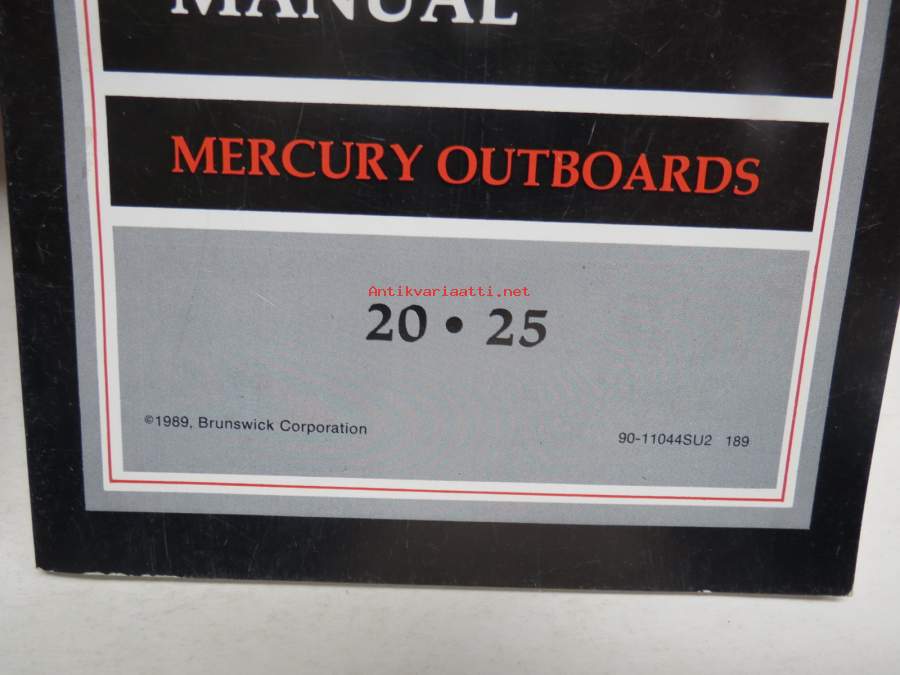 MANUAL
MERCURY OUTBOARDS
Antikvariaatti.net
20 • 25
©1989, Brunswick Corporation
90-11044SU2 189